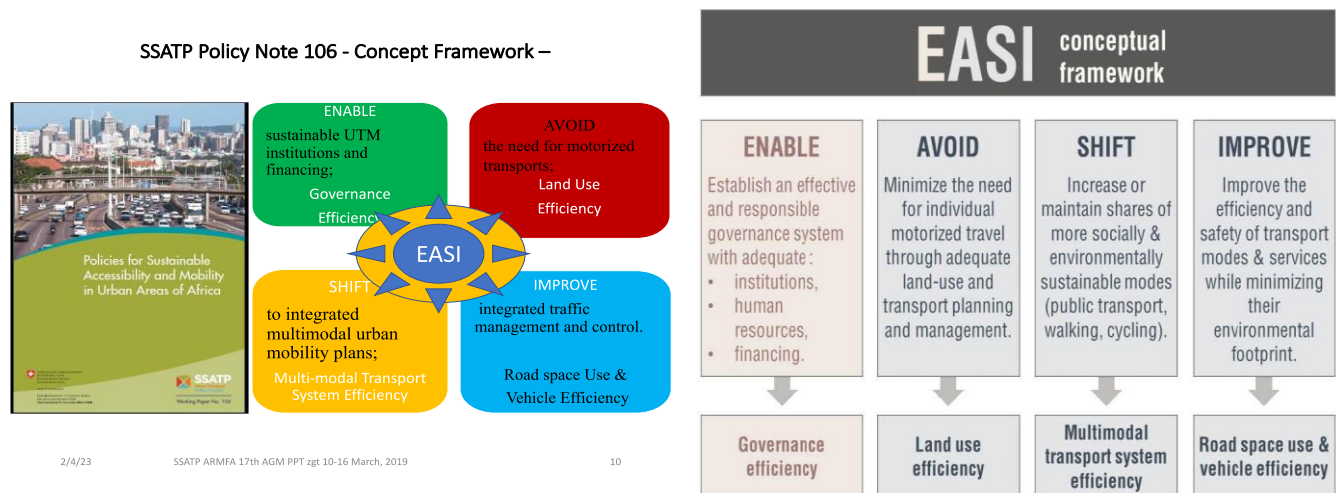 SSATP Policy Note 106 - Concept Framework –
Policies for Sustainable
Accessibility and Mobility
in Urban Areas of Africa
SSATP
Working Paper No. 106
ENABLE
sustainable UTM
institutions and
financing;
Governance
Efficiency
AVOID
the need for motorized
transports;
Land Use
Efficiency
EASI
SHIFT
to integrated
multimodal urban
mobility plans;
Multi-modal Transport
System Efficiency
IMPROVE
integrated traffic
management and control.
Road space Use &
Vehicle Efficiency
2/4/23
SSATP ARMFA 17th AGM PPT zgt 10-16 March, 2019
10
EASI conceptual
framework
ENABLE
Establish an effective
and responsible
governance system
with adequate :
• institutions,
• human
resources,
• financing.
Governance
efficiency
AVOID
Minimize the need
for individual
motorized travel
through adequate
land-use and
transport planning
and management.
Land use
efficiency
SHIFT
Increase or
maintain shares of
more socially &
environmentally
sustainable modes
(public transport,
walking, cycling).
Multimodal
transport system
efficiency
IMPROVE
Improve the
efficiency and
safety of transport
modes & services
while minimizing
their
environmental
footprint.
Road space use &
vehicle efficiency